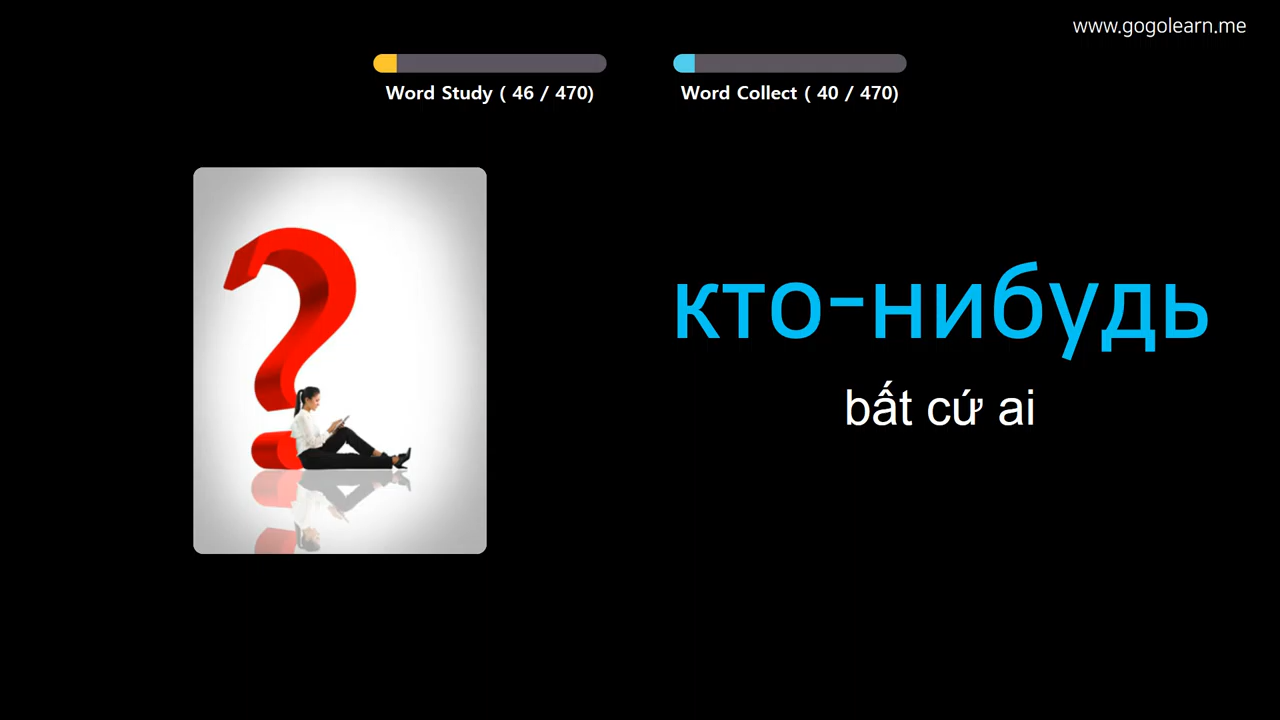 www.gogolearn.me
Word Study ( 46 / 470)
Word Collect ( 40 / 470)
кто-нибудь
bất cứ ai